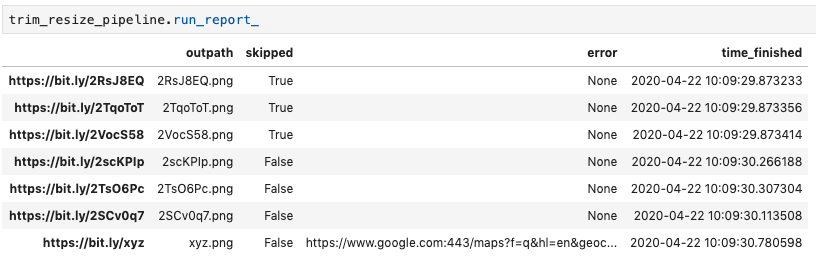 trim_resize_pipeline.run_report_
outpath skipped error time_finished
https://bit.ly/2RsJ8EQ 2RsJ8EQ.png True None 2020-04-22 10:09:29.873233
https://bit.ly/2TqoToT 2TqoToT.png True None 2020-04-22 10:09:29.873356
https://bit.ly/2VocS58 2VocS58.png True None 2020-04-22 10:09:29.873414
https://bit.ly/2scKPIp 2scKPIp.png False None 2020-04-22 10:09:30.266188
https://bit.ly/2TsO6Pc 2TsO6Pc.png False None 2020-04-22 10:09:30.307304
https://bit.ly/2SCv0q7 2SCv0q7.png False None 2020-04-22 10:09:30.113508
https://bit.ly/xyz xyz.png False https://www.google.com:443/maps?f=q&hl=en&geoc... 2020-04-22 10:09:30.780598